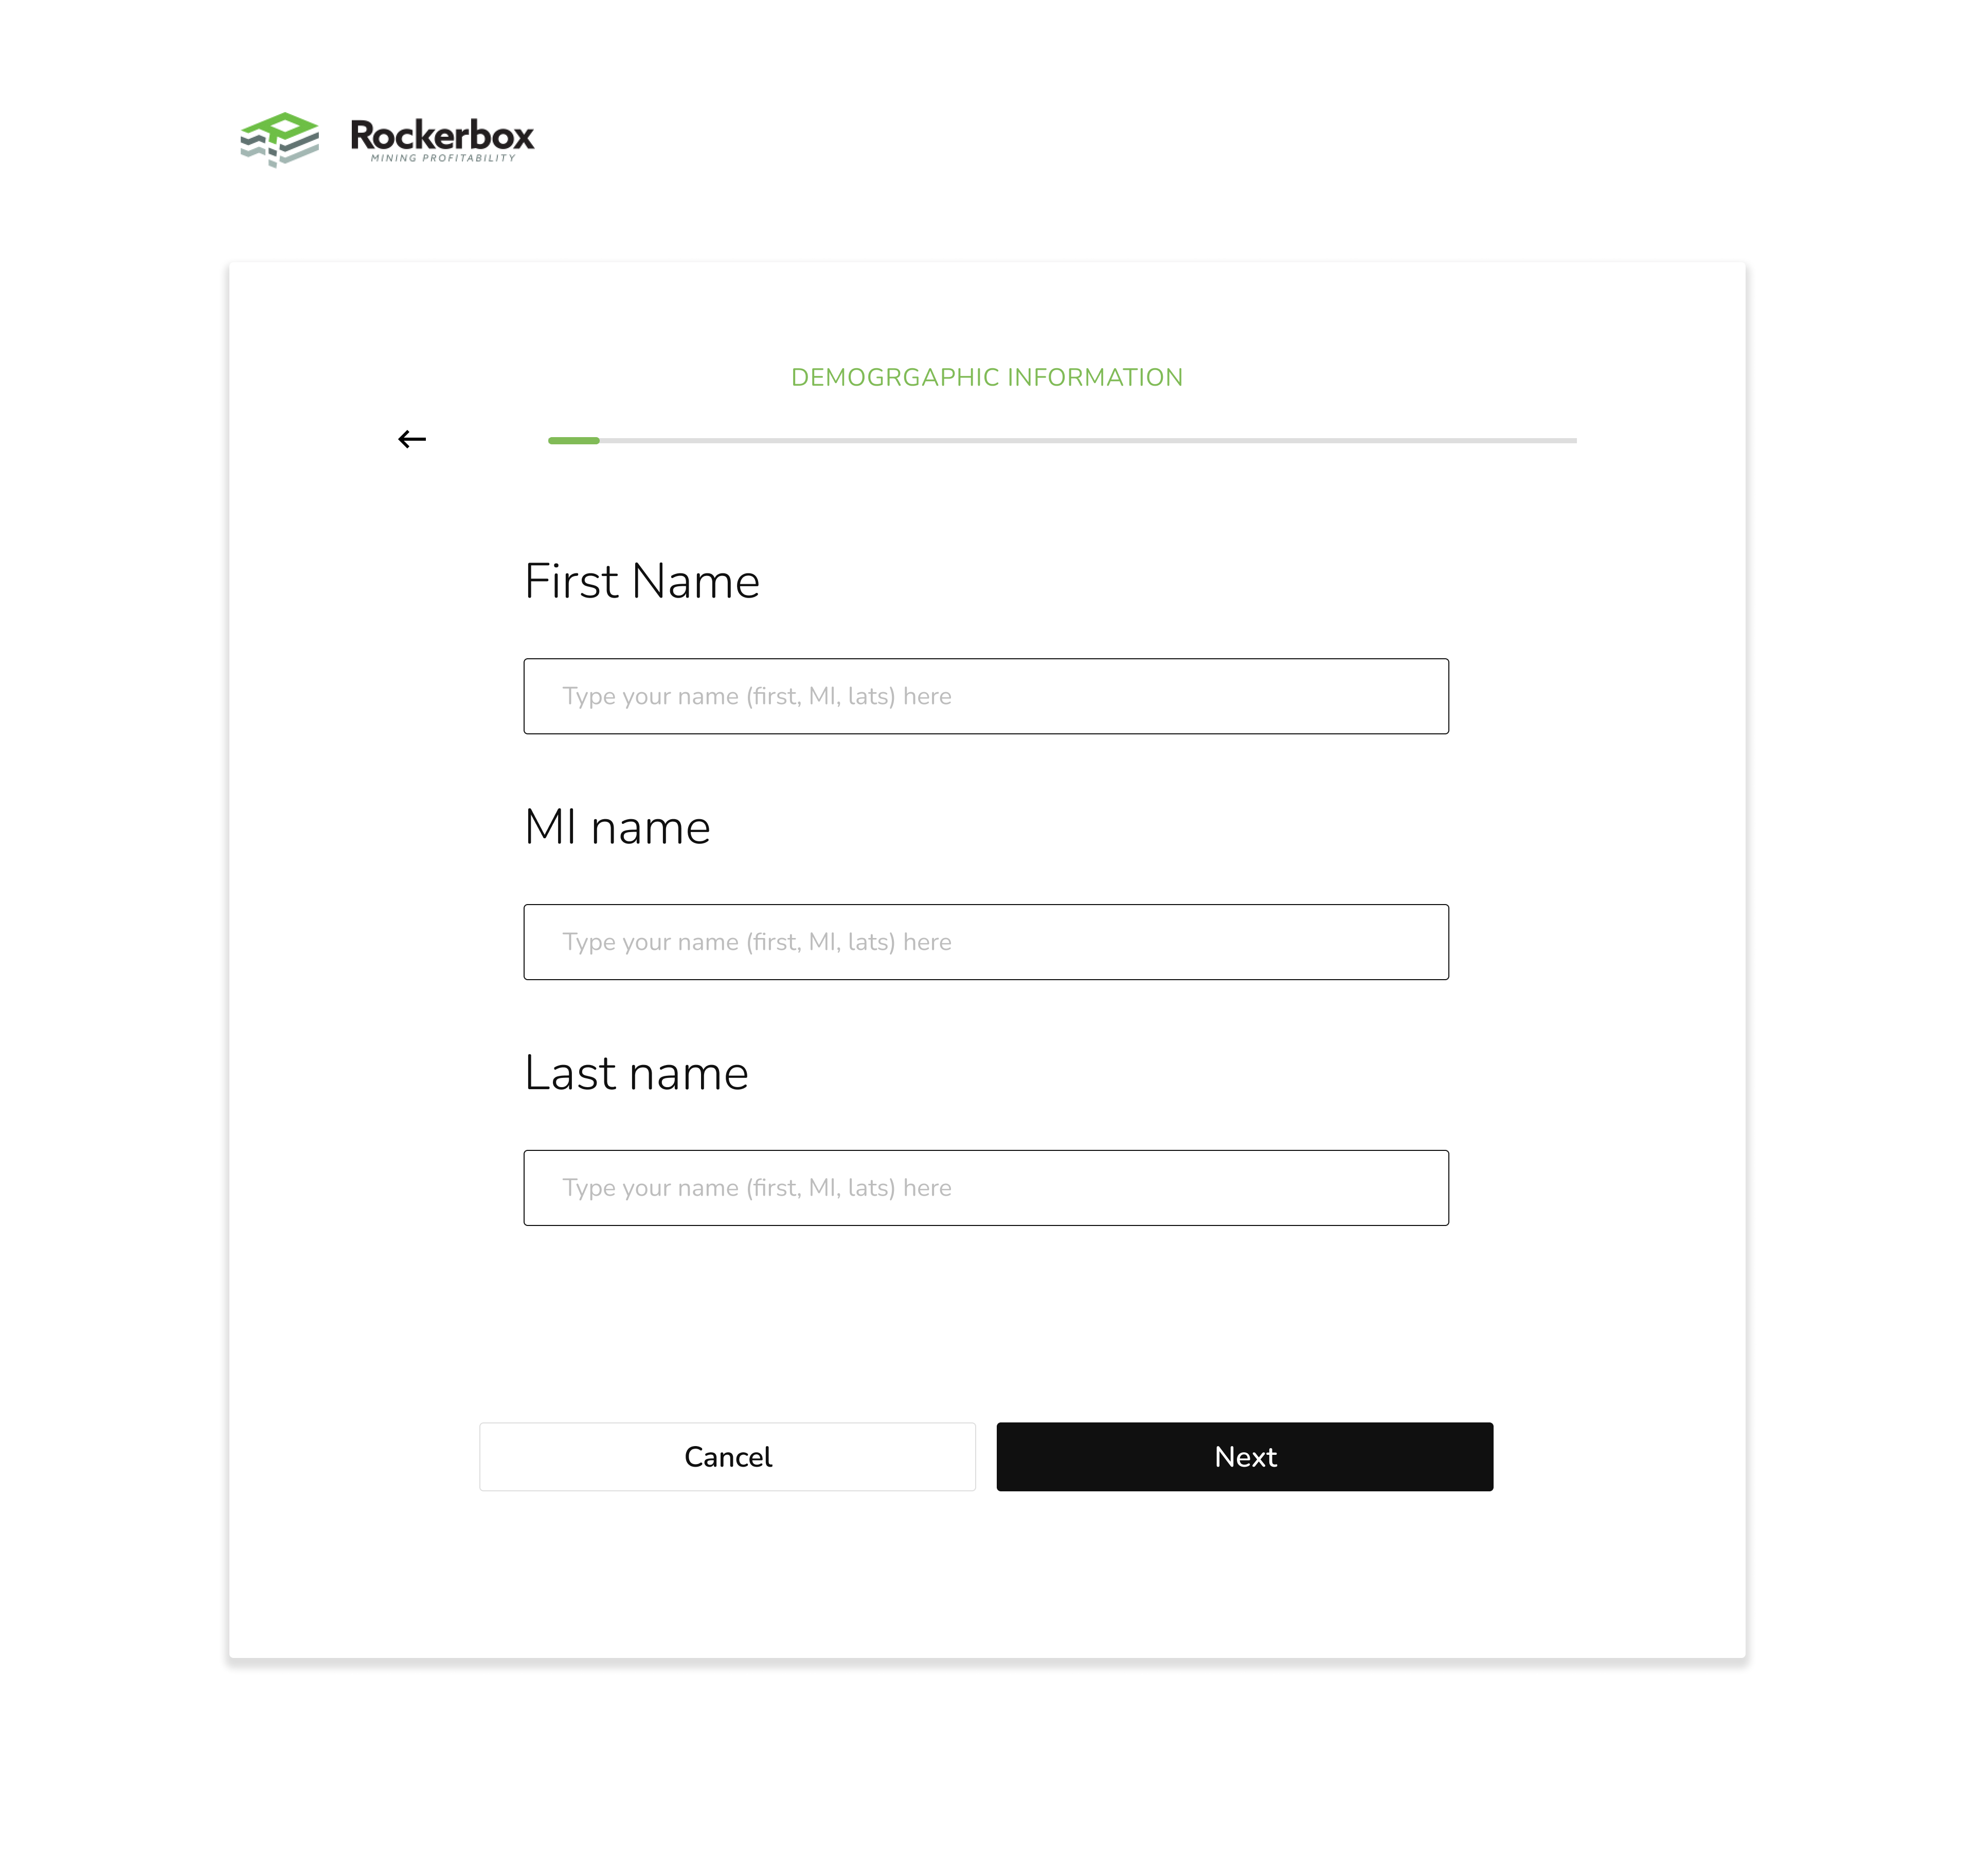 Rockerbox
MINING PROFITABILITY
DEMOGRGAPHIC INFORMATION
First Name
Type your name (first, MI, lats) here
MI name
Type your name (first, MI, lats) here
Last name
Type your name (first, MI, lats) here
Cancel
Next